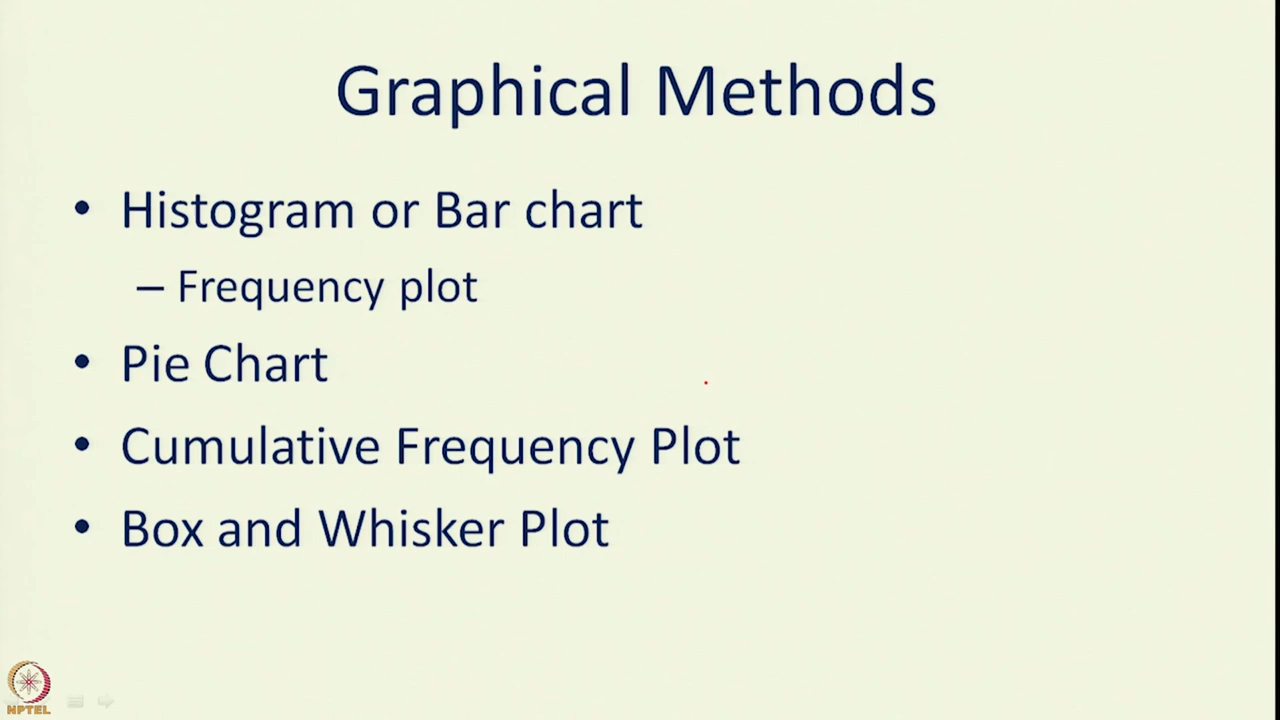 Graphical Methods
• Histogram or Bar chart
– Frequency plot
• Pie Chart
• Cumulative Frequency Plot
• Box and Whisker Plot
NPTEL